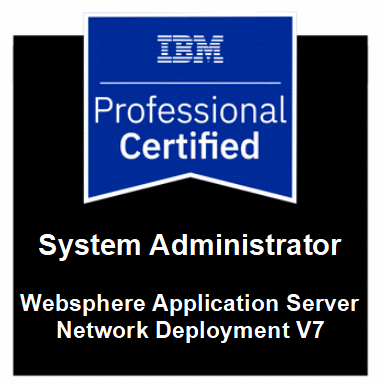 IBM
Professional
Certified
System Administrator
Websphere Application Server
Network Deployment V7